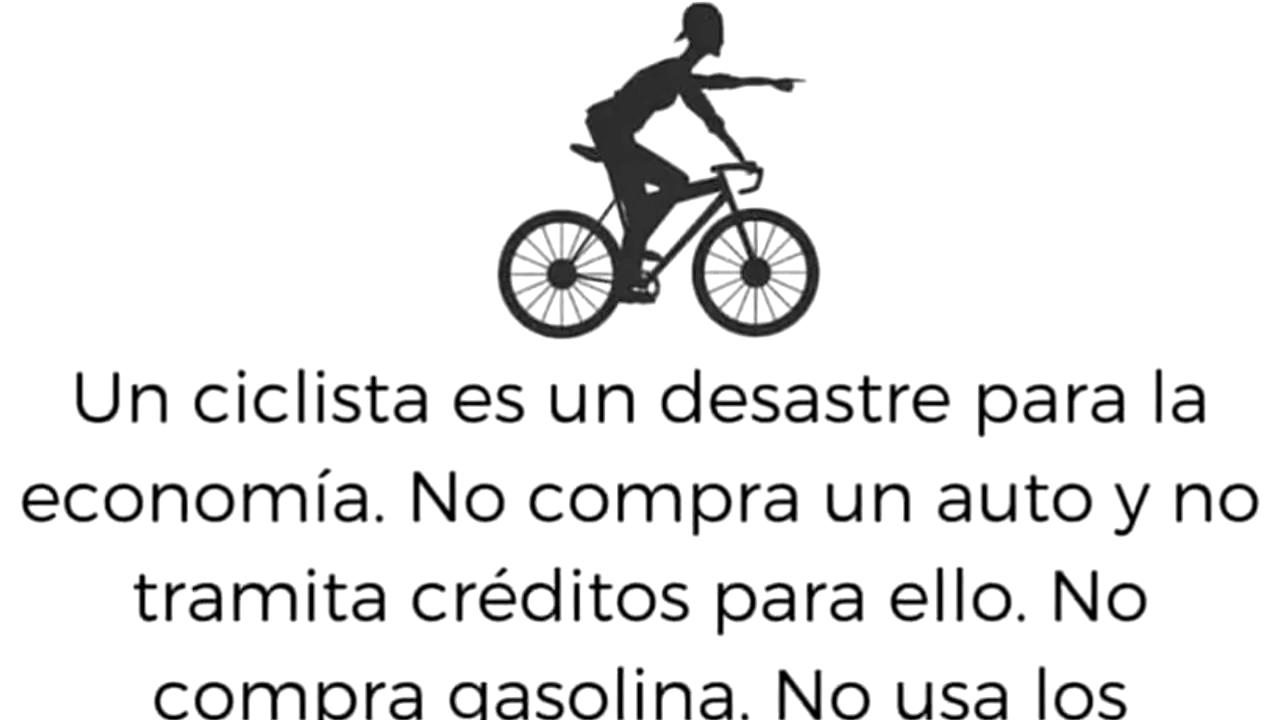 Un ciclista es un desastre para la
economía. No compra un auto y no
tramita créditos para ello. No
compra gasolina. No usa los